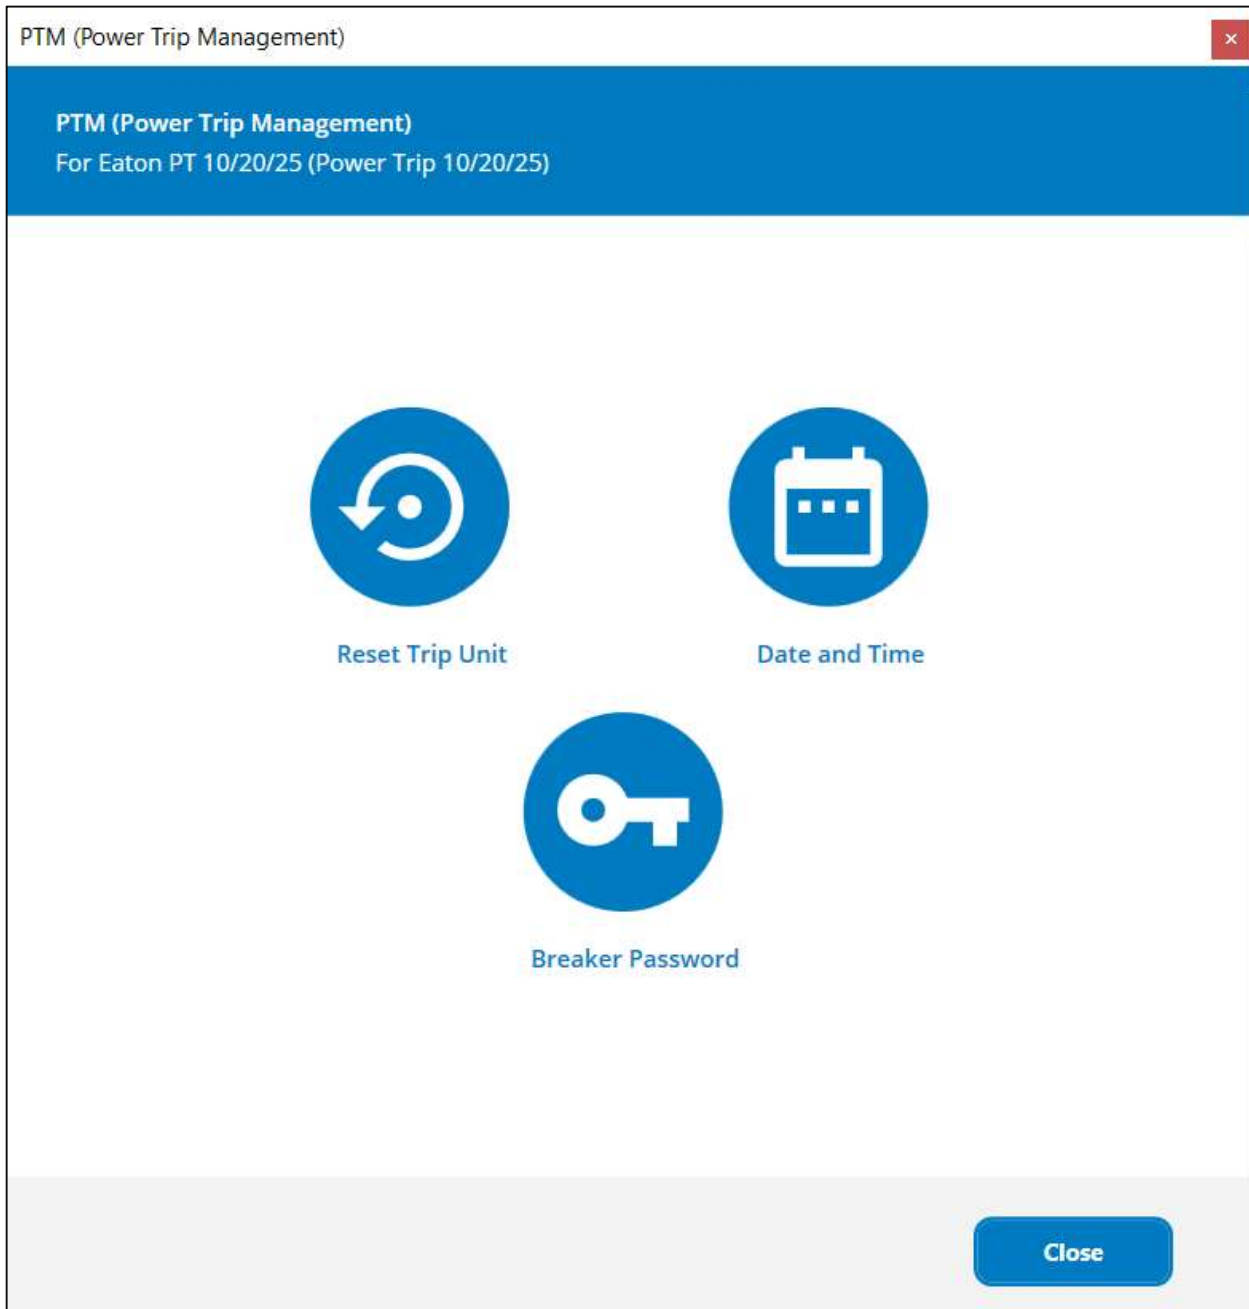 PTM (Power Trip Management)
PTM (Power Trip Management)
For Eaton PT 10/20/25 (Power Trip 10/20/25)
Reset Trip Unit
Date and Time
Breaker Password
Close